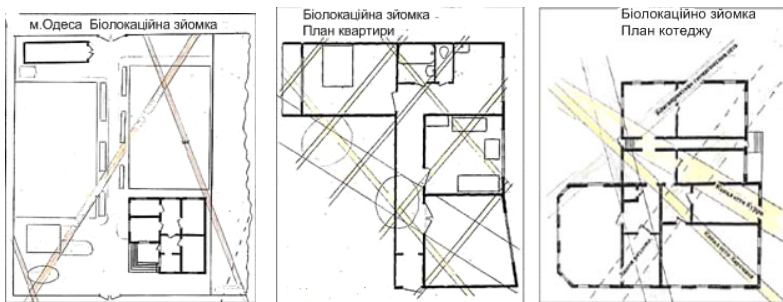 м.Одеса Біолокаційна зйомка
Біолокаційна зйомка
План квартири
Біолокаційно зйомка
План котеджу